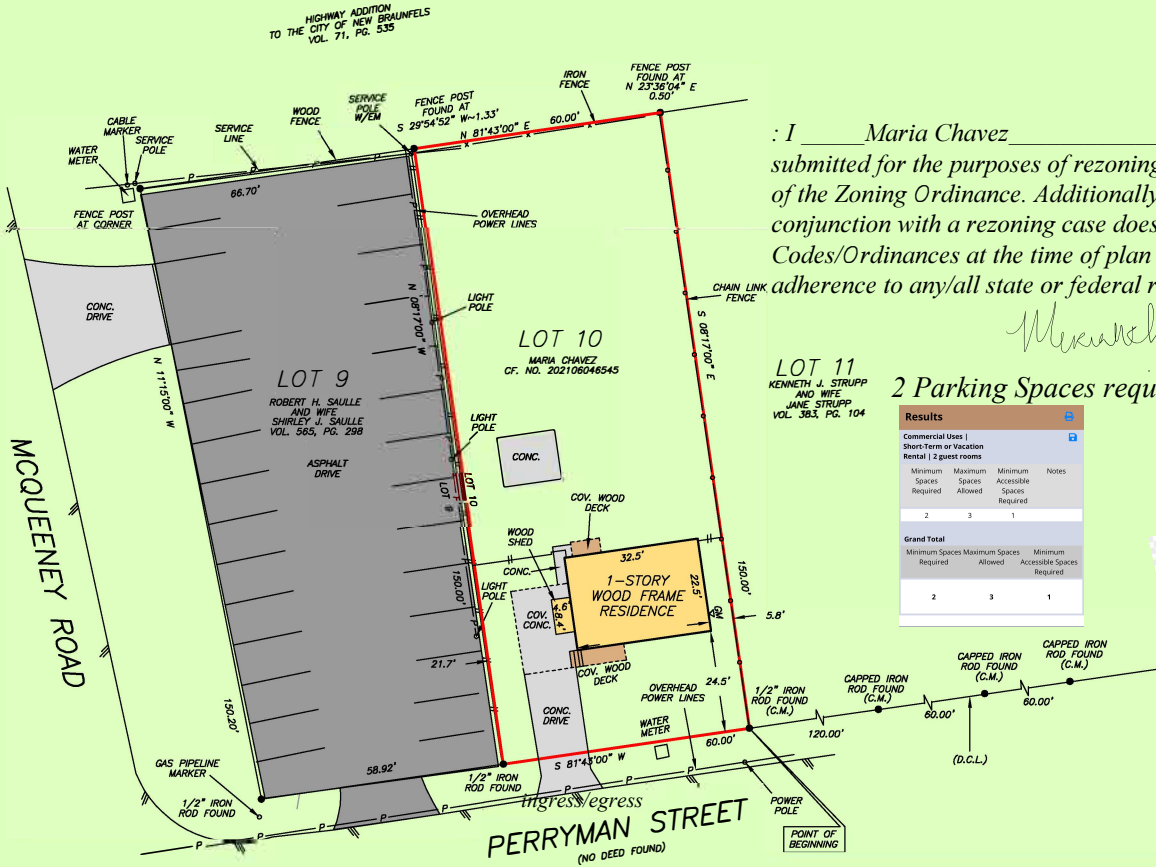 HIGHWAY ADDITION
TO THE CITY OF NEW BRAUNFELS
VOL. 71, PG. 535
CABLE
MARKER
SERVICE
POLE
WATER
METER
SERVICE
LINE
WOOD
FENCE
SERVICE
POLE
W/EM
FENCE POST
FOUND AT
S 29°54'52" W~1.33'
IRON
FENCE
FENCE POST
FOUND AT
N 23°36'04" E
0.50'
N 81°43'00" E
60.00'
66.70'
FENCE POST
AT CORNER
OVERHEAD
POWER LINES
CONC.
DRIVE
N 11°15'00" W
N 08°17'00" W
LIGHT
POLE
CHAIN LINK
FENCE
S 08°17'00" E
LOT 9
ROBERT H. SAULLE
AND WIFE
SHIRLEY J. SAULLE
VOL. 565, PG. 298
ASPHALT
DRIVE
LOT 10
MARIA CHAVEZ
CF. NO. 202106046545
LOT 11
KENNETH J. STRUPP
AND WIFE
JANE STRUPP
VOL. 383, PG. 104
LIGHT
POLE
CONC.
LOT 9
LOT 10
COV. WOOD
DECK
WOOD
SHED
CONC.
32.5'
22.5'
1-STORY
WOOD FRAME
RESIDENCE
4.6'
8.4'
COV.
CONC.
GM
150.00'
LIGHT
POLE
150.00'
5.8'
21.7'
COV. WOOD
DECK
24.5'
OVERHEAD
POWER LINES
1/2" IRON
ROD FOUND
(C.M.)
CAPPED IRON
ROD FOUND
(C.M.)
CAPPED IRON
ROD FOUND
(C.M.)
CAPPED IRON
ROD FOUND
(C.M.)
120.00'
60.00'
60.00'
(D.C.L.)
CONC.
DRIVE
WATER
METER
60.00'
S 81°43'00" W
MCQUEENEY ROAD
150.20'
58.92'
GAS PIPELINE
MARKER
1/2" IRON
ROD FOUND
1/2" IRON
ROD FOUND
ingress/egress
PERRYMAN STREET
(NO DEED FOUND)
POWER
POLE
POINT OF
BEGINNING
P P P P P P P P P P
: I _____Maria Chavez____________
submitted for the purposes of rezoning
of the Zoning Ordinance. Additionally
conjunction with a rezoning case does
Codes/Ordinances at the time of plan
adherence to any/all state or federal r
2 Parking Spaces requ
Results
Commercial Uses |
Short-Term or Vacation
Rental | 2 guest rooms
Minimum Spaces Required Maximum Spaces Allowed Minimum Accessible Spaces Required Notes
2 3 1
Grand Total
Minimum Spaces Required Maximum Spaces Allowed Minimum Accessible Spaces Required
2 3 1